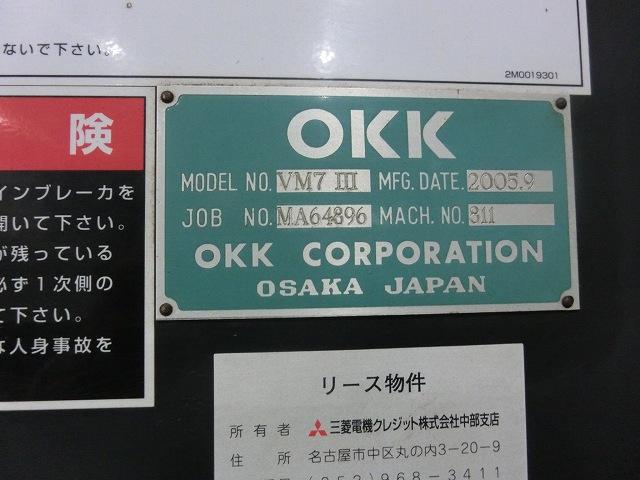 ないで下さい。
2M0019301
険
インブレーカを
開いて下さい。
が残っている
必ず1次側の
て下さい。
な人身事故を
OKK
MODEL NO. VM7 III MFG. DATE. 2005.9
JOB NO. MA64896 MACH. NO. 311
OKK CORPORATION
OSAKA JAPAN
リース物件
所有者 三菱電機クレジット株式会社中部支店
住所 名古屋市中区丸の内3-20-9
(052)968-3411